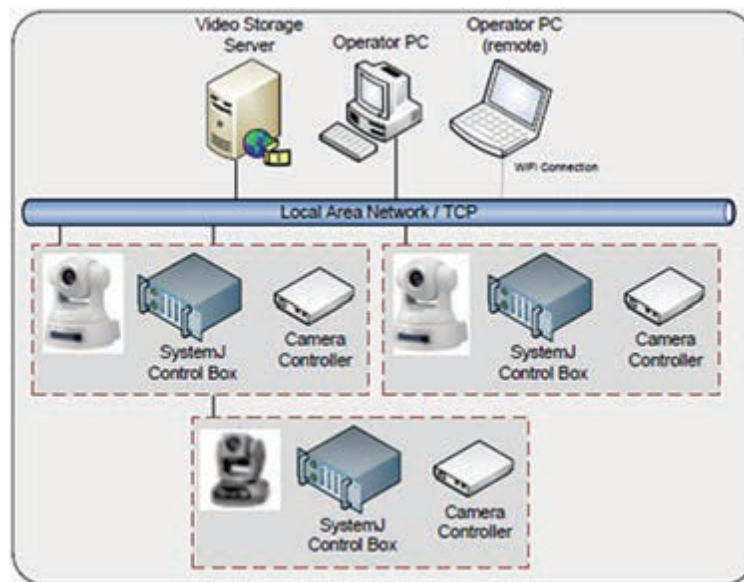 Video Storage
Server
Operator PC
Operator PC
(remote)
WiFi Connection
Local Area Network / TCP
SystemJ
Control Box
Camera
Controller
SystemJ
Control Box
Camera
Controller
SystemJ
Control Box
Camera
Controller